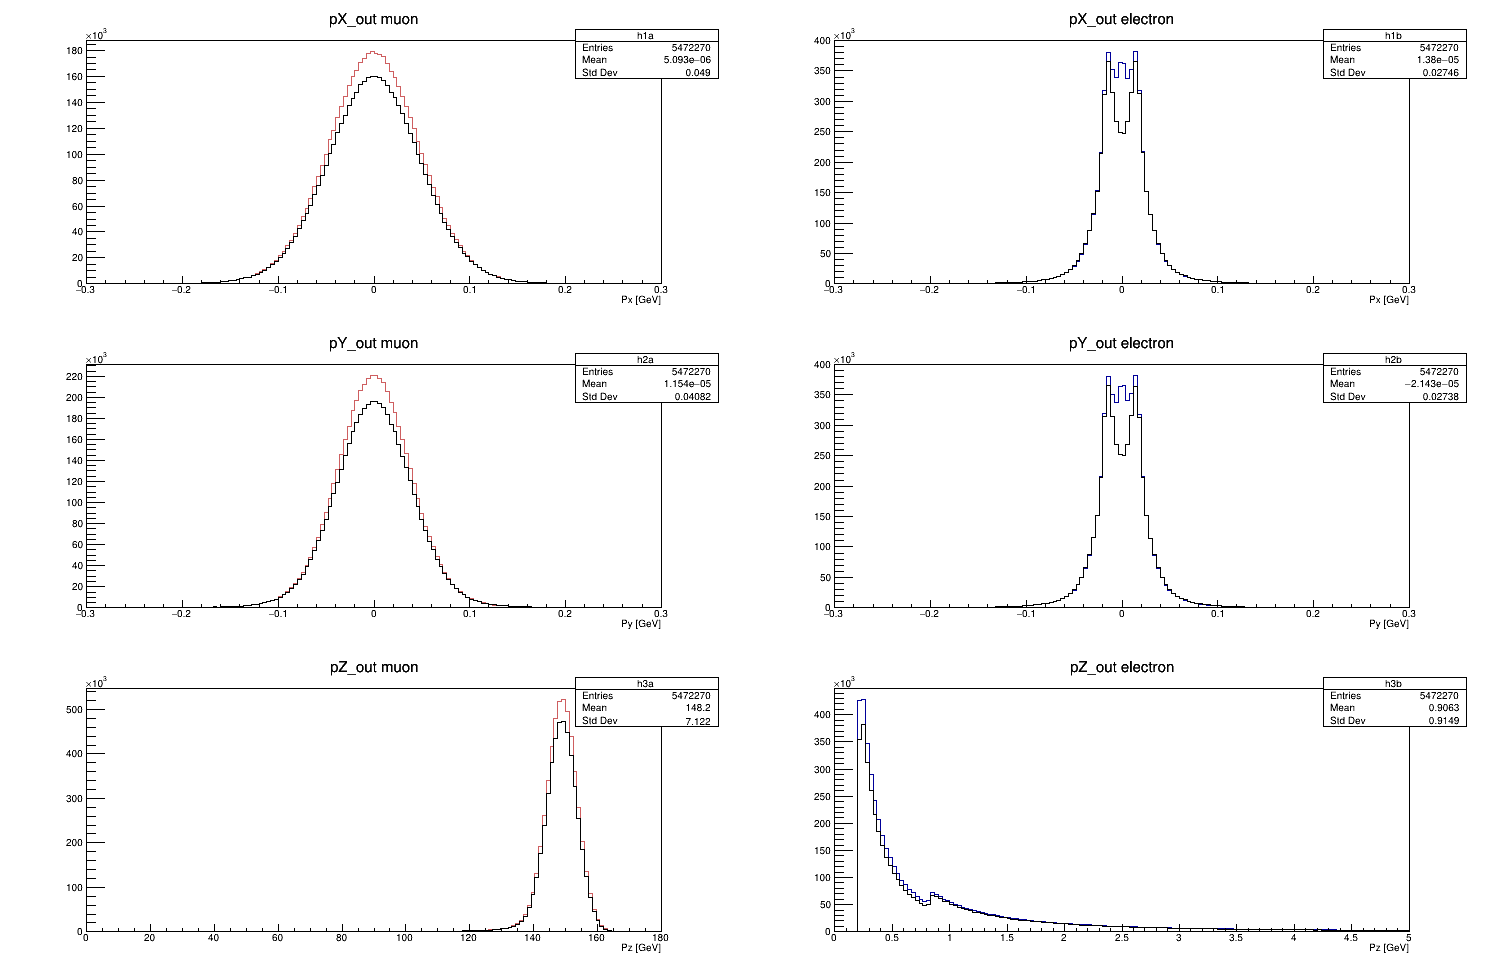 pX_out muon
×10³
h1a
Entries 5472270
Mean 5.093e−06
Std Dev 0.049
180
160
140
120
100
80
60
40
20
0
−0.3 −0.2 −0.1 0 0.1 0.2 0.3
Px [GeV]
pX_out electron
×10³
h1b
Entries 5472270
Mean 1.38e−05
Std Dev 0.02746
400
350
300
250
200
150
100
50
0
−0.3 −0.2 −0.1 0 0.1 0.2 0.3
Px [GeV]
pY_out muon
×10³
h2a
Entries 5472270
Mean 1.154e−05
Std Dev 0.04082
220
200
180
160
140
120
100
80
60
40
20
0
−0.3 −0.2 −0.1 0 0.1 0.2 0.3
Py [GeV]
pY_out electron
×10³
h2b
Entries 5472270
Mean −2.143e−05
Std Dev 0.02738
400
350
300
250
200
150
100
50
0
−0.3 −0.2 −0.1 0 0.1 0.2 0.3
Py [GeV]
pZ_out muon
×10³
h3a
Entries 5472270
Mean 148.2
Std Dev 7.122
500
400
300
200
100
0
0 20 40 60 80 100 120 140 160 180
Pz [GeV]
pZ_out electron
×10³
h3b
Entries 5472270
Mean 0.9063
Std Dev 0.9149
400
350
300
250
200
150
100
50
0
0 0.5 1 1.5 2 2.5 3 3.5 4 4.5 5
Pz [GeV]